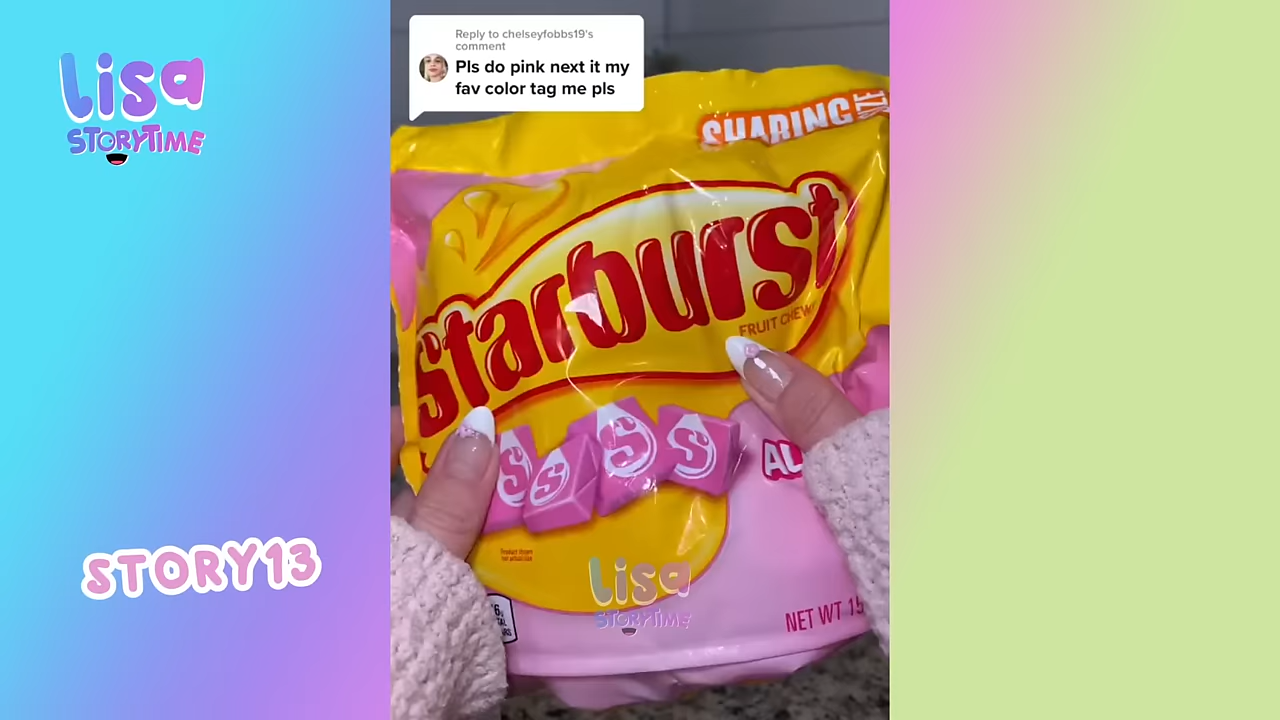 Lisa
STORYTIME
STORY13
Reply to chelseyfobbs19's
comment
Pls do pink next it my
fav color tag me pls
SHARING SIZE
Starburst
FRUIT CHEWS
S S S S
AL
Lisa
STORYTIME
NET WT 15